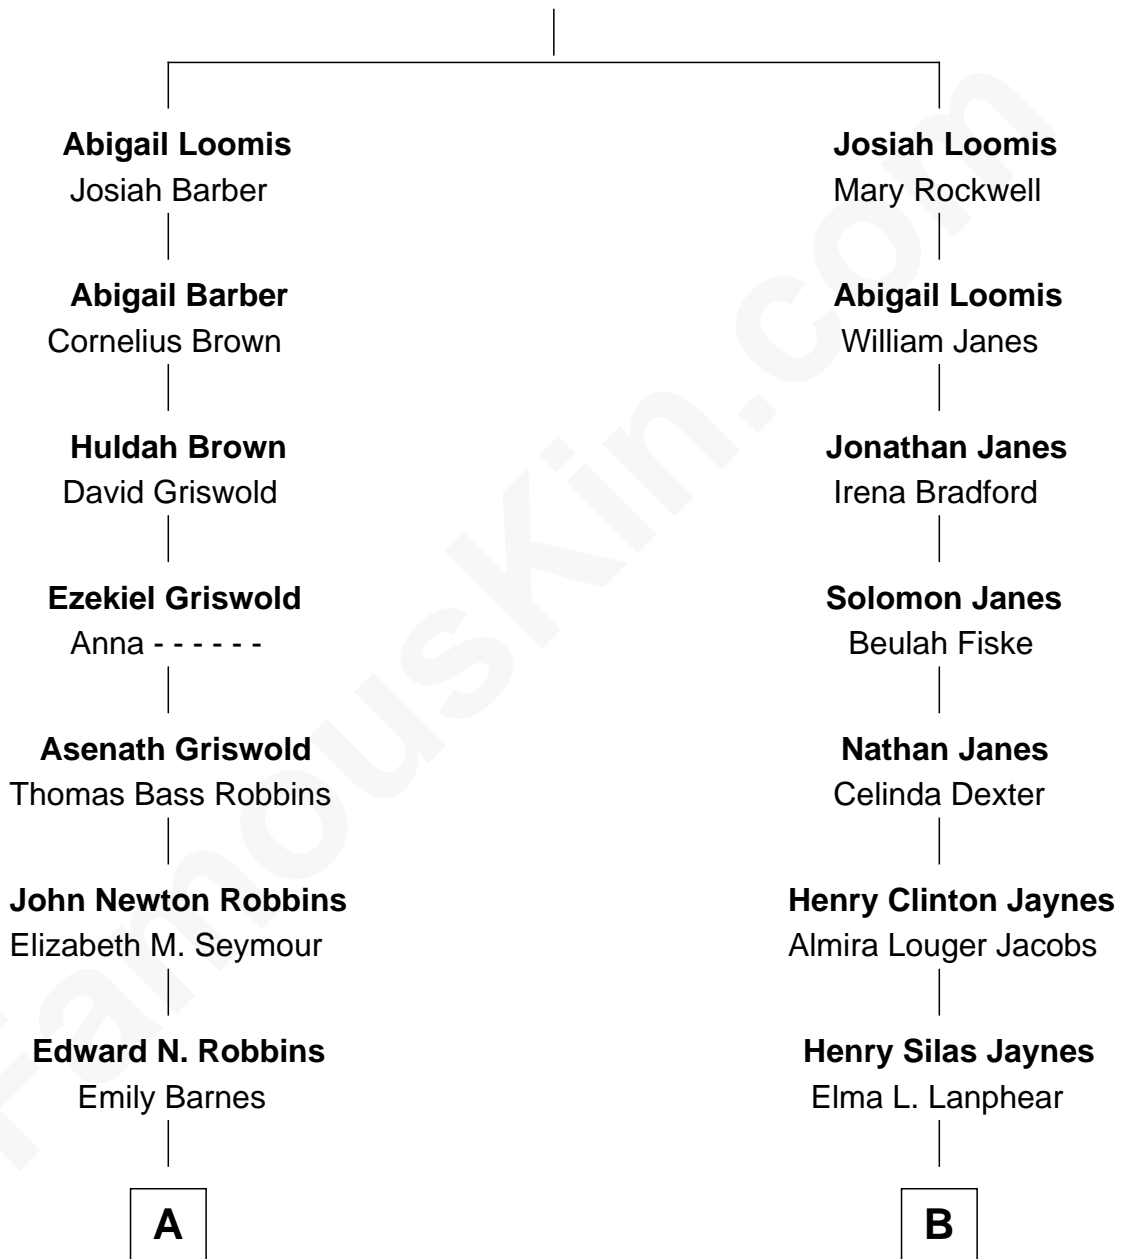 Abigail Loomis
Josiah Barber
Abigail Barber
Cornelius Brown
Huldah Brown
David Griswold
Ezekiel Griswold
Anna - - - - - -
Asenath Griswold
Thomas Bass Robbins
John Newton Robbins
Elizabeth M. Seymour
Edward N. Robbins
Emily Barnes
A
Josiah Loomis
Mary Rockwell
Abigail Loomis
William Janes
Jonathan Janes
Irena Bradford
Solomon Janes
Beulah Fiske
Nathan Janes
Celinda Dexter
Henry Clinton Jaynes
Almira Louger Jacobs
Henry Silas Jaynes
Elma L. Lanphear
B
FamousKin.com